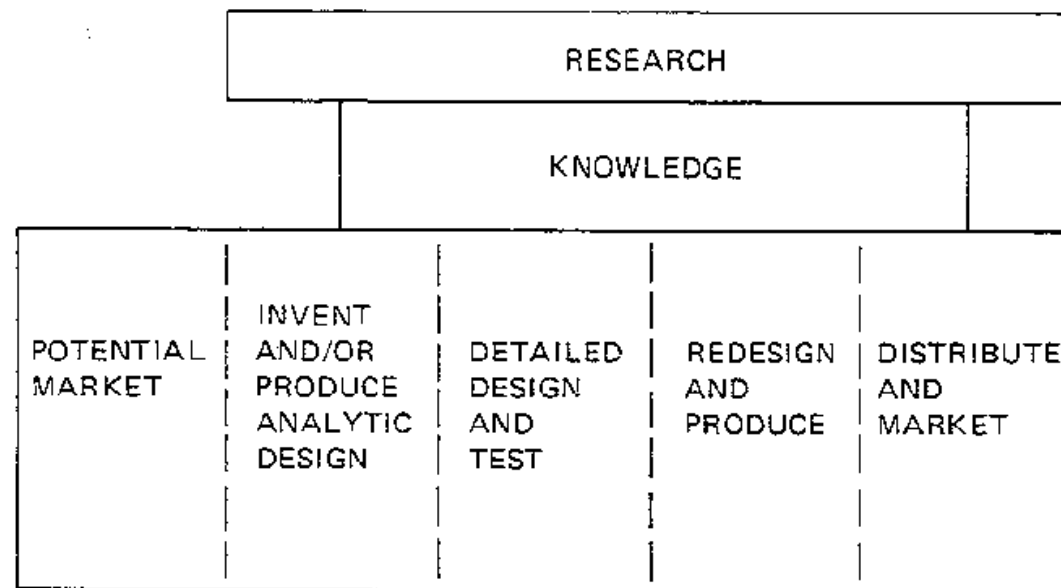 RESEARCH
KNOWLEDGE
POTENTIAL
MARKET
INVENT
AND/OR
PRODUCE
ANALYTIC
DESIGN
DETAILED
DESIGN
AND
TEST
REDESIGN
AND
PRODUCE
DISTRIBUTE
AND
MARKET